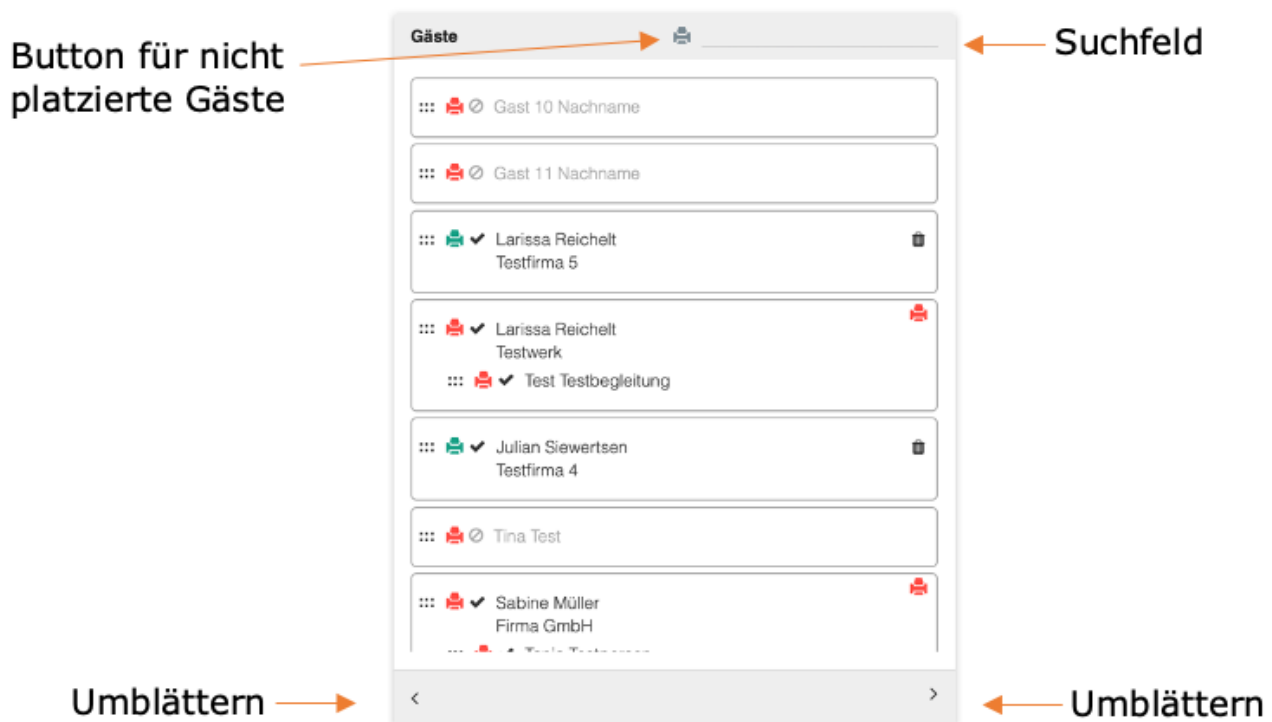 Button für nicht
platzierte Gäste
Gäste
Suchfeld
Gast 10 Nachname
Gast 11 Nachname
Larissa Reichelt
Testfirma 5
Larissa Reichelt
Testwerk
Test Testbegleitung
Julian Siewertsen
Testfirma 4
Tina Test
Sabine Müller
Firma GmbH
Umblättern
Umblättern